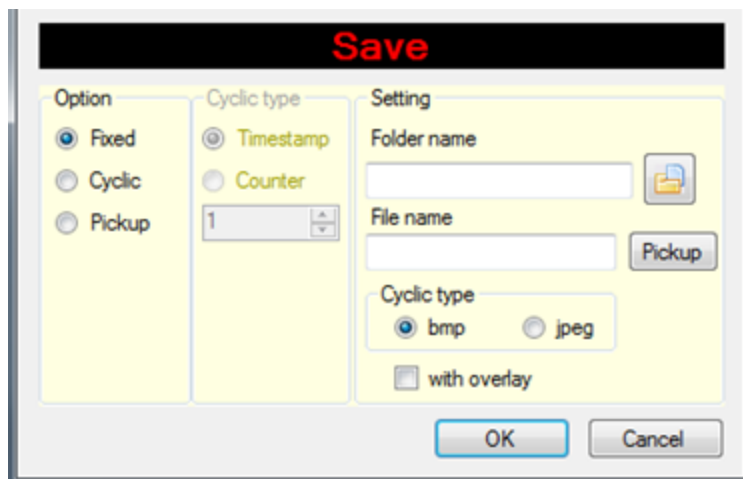 Save
Option
Fixed
Cyclic
Pickup
Cyclic type
Timestamp
Counter
1
Setting
Folder name
File name
Pickup
Cyclic type
bmp jpeg
with overlay
OK Cancel